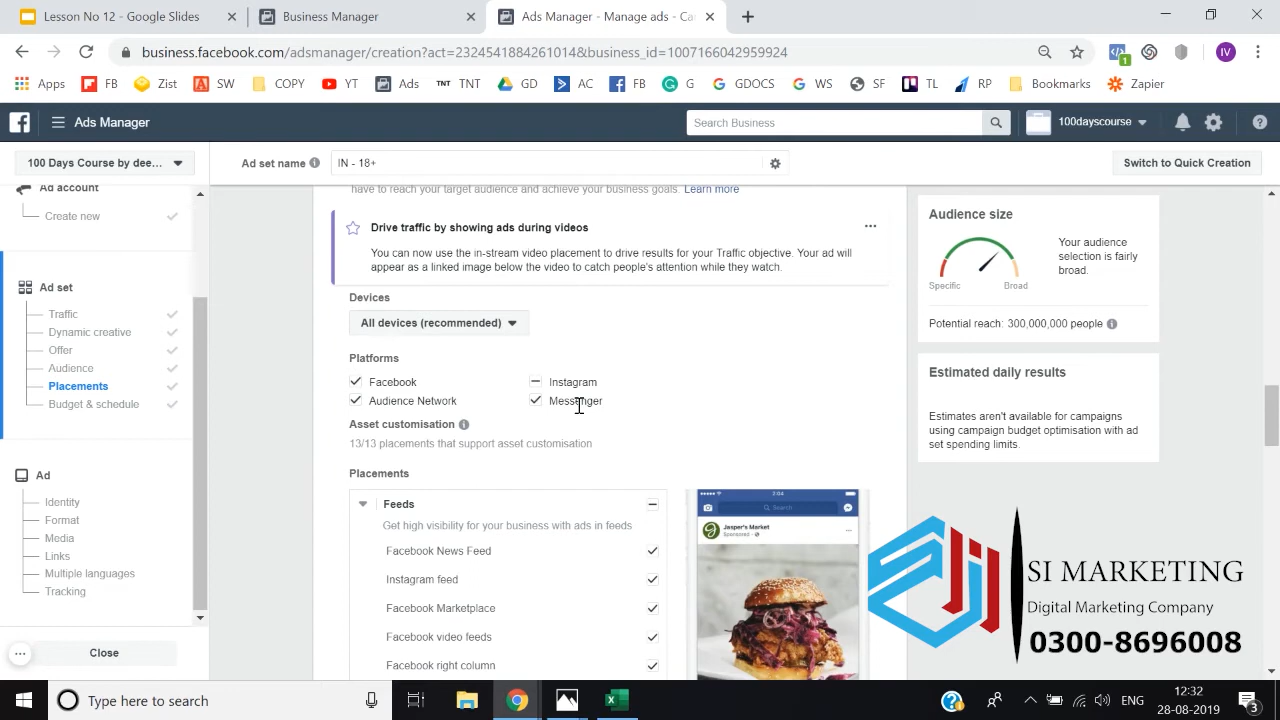 Lesson No 12 - Google Slides
Business Manager
Ads Manager - Manage ads - Ca
business.facebook.com/adsmanager/creation?act=2324541884261014&business_id=1007166042959924
1
IV
Apps
FB
Zist
SW
COPY
YT
Ads
TNT TNT
GD
AC
FB
G
GDOCS
WS
SF
TL
RP
Bookmarks
Zapier
Ads Manager
Search Business
100dayscourse
100 Days Course by dee...
Ad set name
IN - 18+
Switch to Quick Creation
Ad account
Create new
Ad set
Traffic
Dynamic creative
Offer
Audience
Placements
Budget & schedule
Ad
Identity
Format
Media
Links
Multiple languages
Tracking
Close
have to reach your target audience and achieve your business goals. Learn more
Drive traffic by showing ads during videos
You can now use the in-stream video placement to drive results for your Traffic objective. Your ad will
appear as a linked image below the video to catch people's attention while they watch.
Devices
All devices (recommended)
Platforms
Facebook
Instagram
Audience Network
Messenger
Asset customisation
13/13 placements that support asset customisation
Placements
Feeds
Get high visibility for your business with ads in feeds
Facebook News Feed
Instagram feed
Facebook Marketplace
Facebook video feeds
Facebook right column
2:04
Search
Jasper's Market
Sponsored
Audience size
Your audience
selection is fairly
broad.
Specific
Broad
Potential reach: 300,000,000 people
Estimated daily results
Estimates aren't available for campaigns
using campaign budget optimisation with ad
set spending limits.
SI MARKETING
Digital Marketing Company
0300-8696008
Type here to search
ENG
12:32
28-08-2019
3